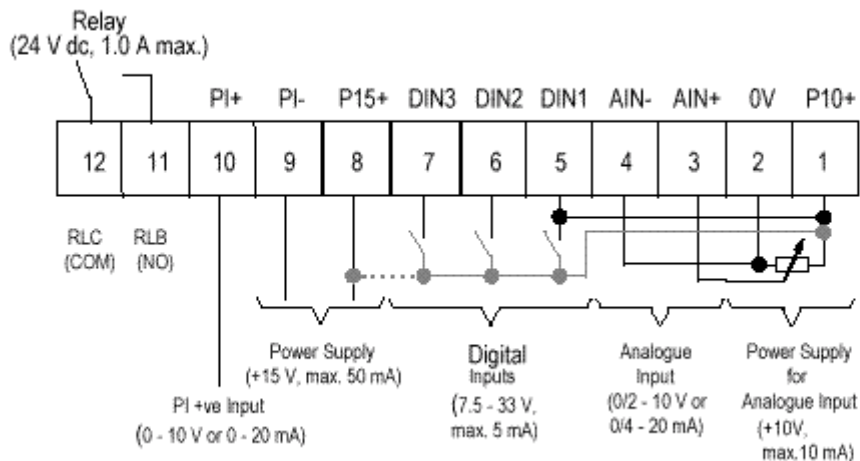 Relay
(24 V dc, 1.0 A max.)
PI+ PI- P15+ DIN3 DIN2 DIN1 AIN- AIN+ 0V P10+
12 11 10 9 8 7 6 5 4 3 2 1
RLC
(COM)
RLB
(NO)
Power Supply
(+15 V, max. 50 mA)
PI +ve Input
(0 - 10 V or 0 - 20 mA)
Digital
Inputs
(7.5 - 33 V,
max. 5 mA)
Analogue
Input
(0/2 - 10 V or
0/4 - 20 mA)
Power Supply
for
Analogue Input
(+10V,
max.10 mA)